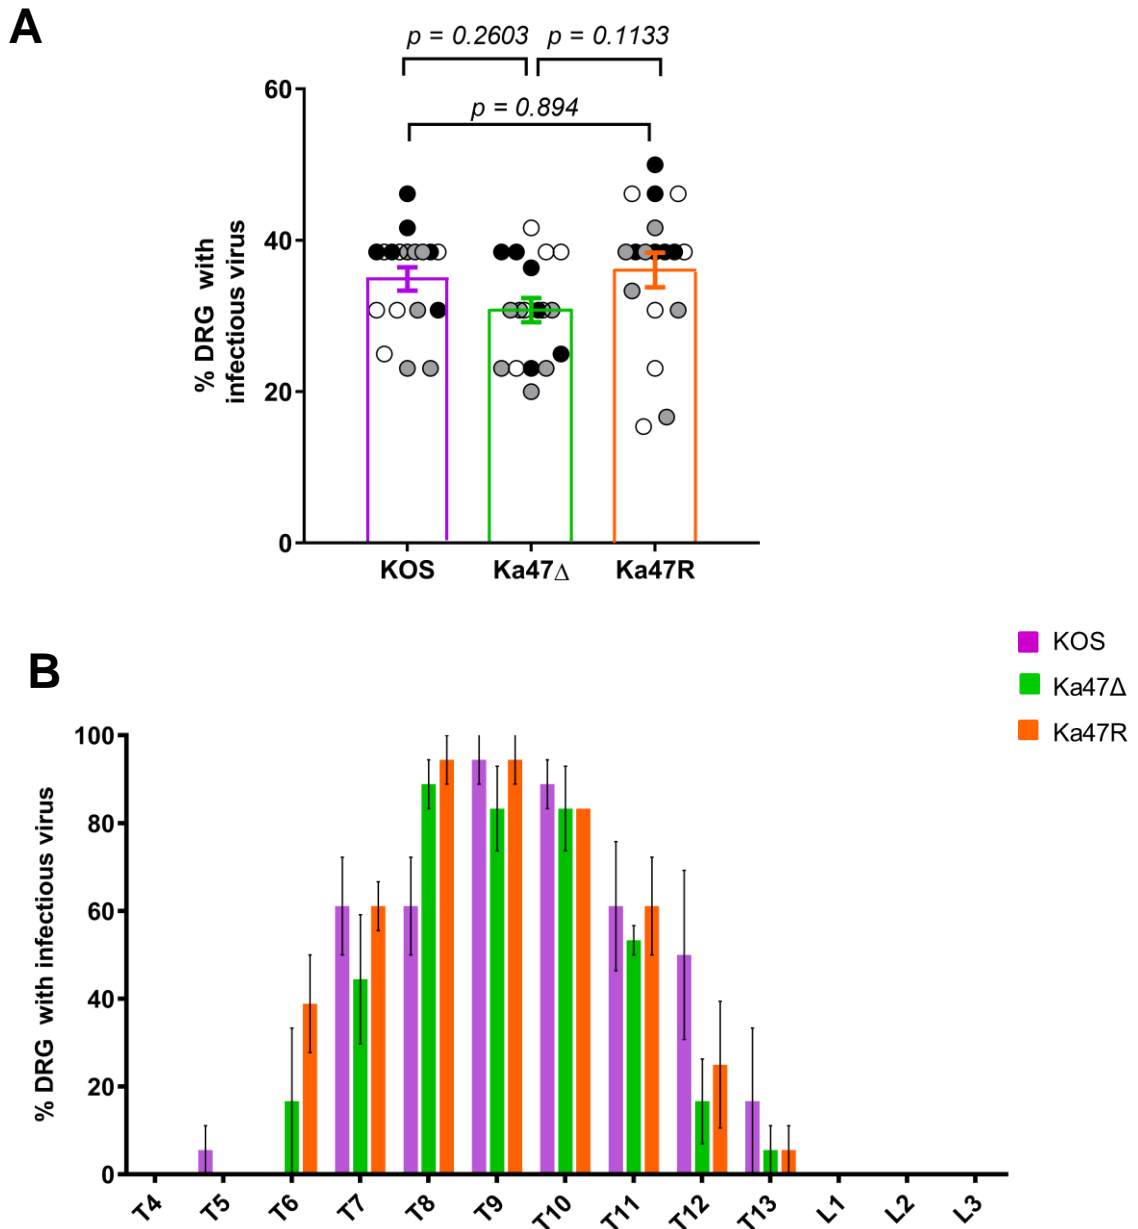 A
p = 0.2603 p = 0.1133
60
p = 0.894
% DRG with
infectious virus
40
20
0
KOS Ka47Δ Ka47R
KOS
B
Ka47Δ
Ka47R
100
% DRG with infectious virus
80
60
40
20
0
T4 T5 T6 T7 T8 T9 T10 T11 T12 T13 L1 L2 L3